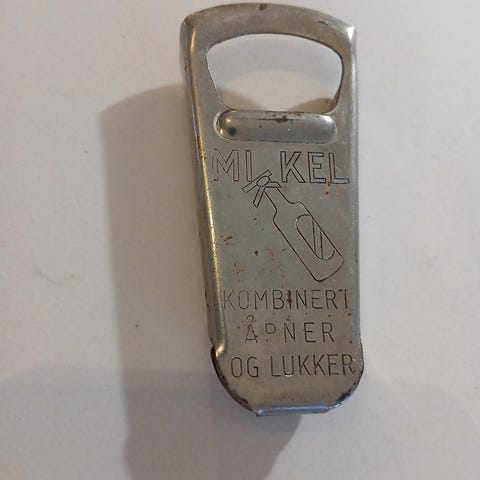 MI KEL
KOMBINERT
ÅPNER
OG LUKKER